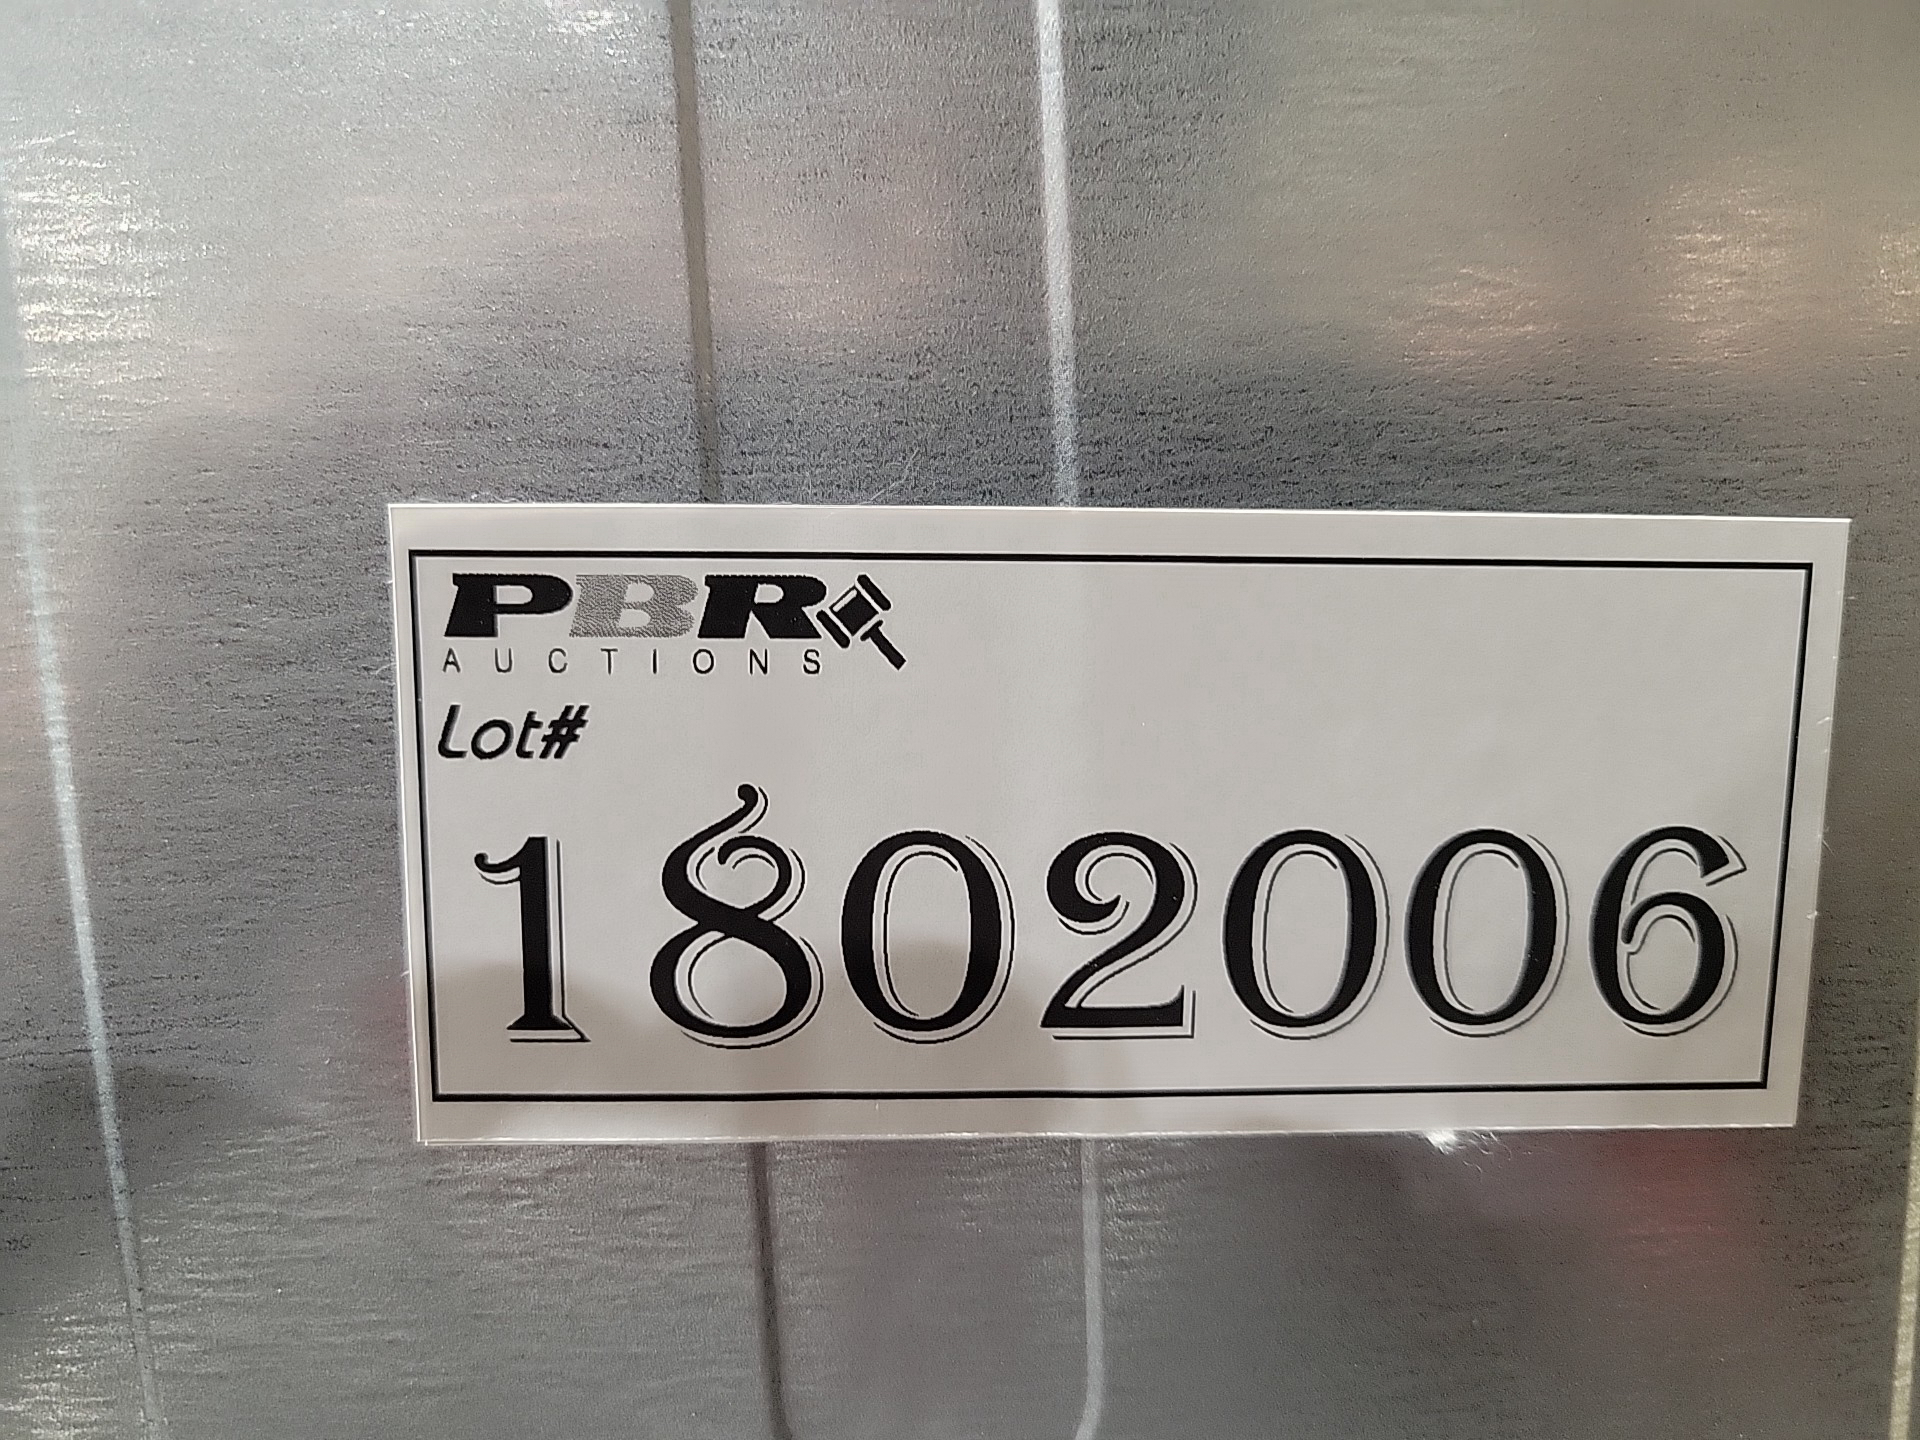 PBR
AUCTIONS
Lot#
1802006